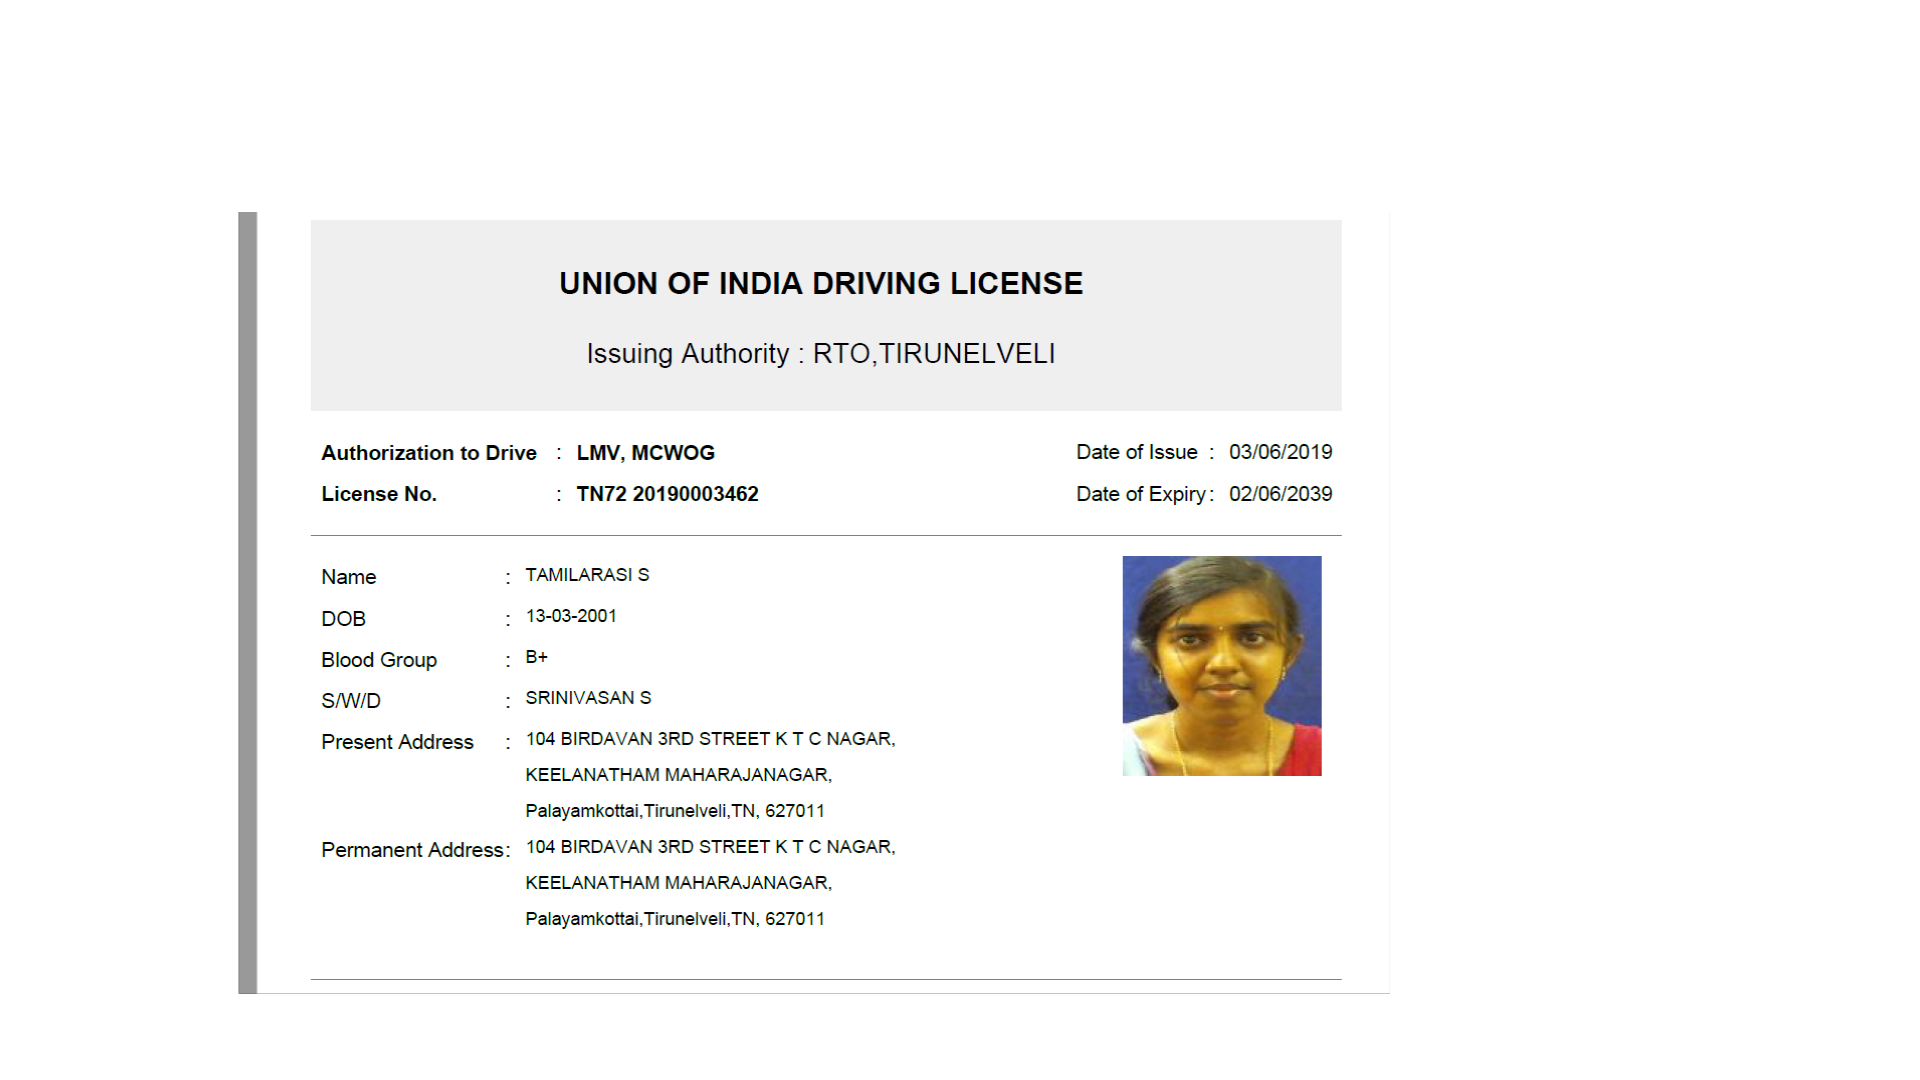 UNION OF INDIA DRIVING LICENSE
Issuing Authority : RTO,TIRUNELVELI
Authorization to Drive : LMV, MCWOG Date of Issue : 03/06/2019
License No. : TN72 20190003462 Date of Expiry : 02/06/2039
Name : TAMILARASI S
DOB : 13-03-2001
Blood Group : B+
S/W/D : SRINIVASAN S
Present Address : 104 BIRDAVAN 3RD STREET K T C NAGAR,
KEELANATHAM MAHARAJANAGAR,
Palayamkottai,Tirunelveli,TN, 627011
Permanent Address: 104 BIRDAVAN 3RD STREET K T C NAGAR,
KEELANATHAM MAHARAJANAGAR,
Palayamkottai,Tirunelveli,TN, 627011